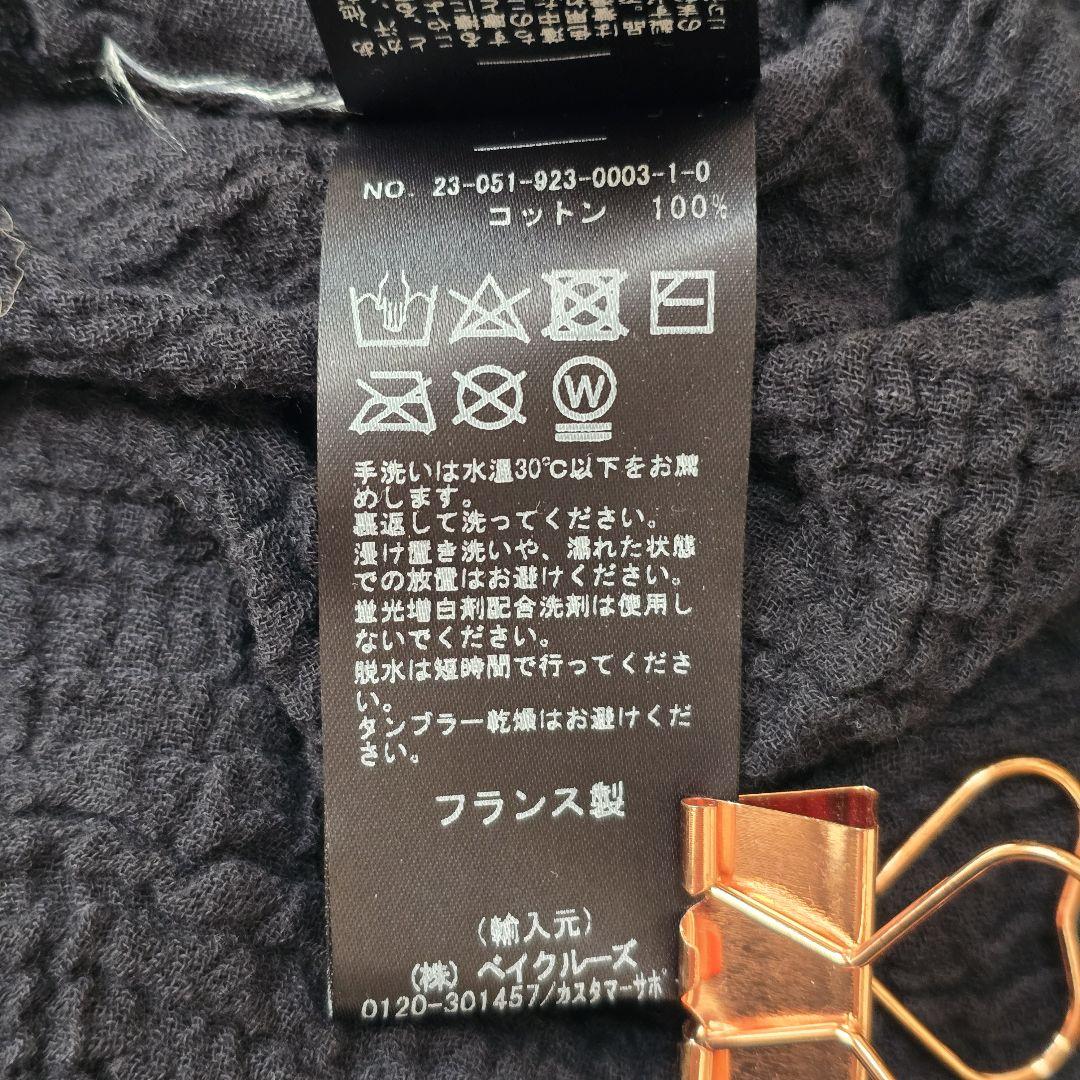 NO. 23-051-923-0003-1-0
コットン 100%
W
手洗いは水温30℃以下をお薦
めします。
裏返して洗ってください。
浸け置き洗いや、濡れた状態
での放置はお避けください。
蛍光増白剤配合洗剤は使用し
ないでください。
脱水は短時間で行ってくださ
い。
タンブラー乾燥はお避けくだ
さい。
フランス製
(輸入元)
(株) ベイクルーズ
0120-301457/カスタマーサポ